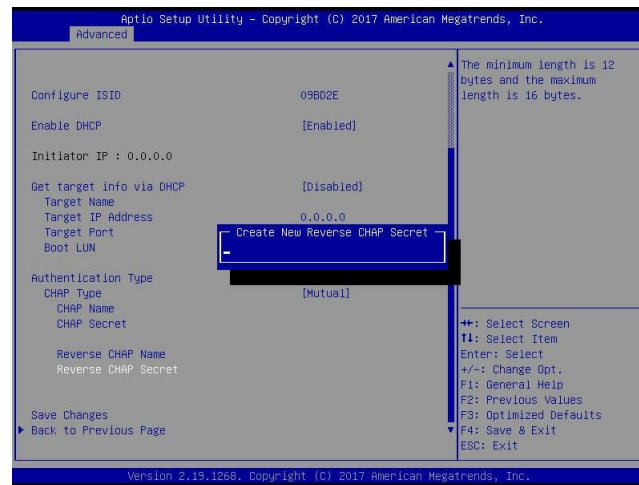 Aptio Setup Utility – Copyright (C) 2017 American Megatrends, Inc.
Advanced
Configure ISID 09BD2E
Enable DHCP [Enabled]
Initiator IP : 0.0.0.0
Get target info via DHCP [Disabled]
Target Name
Target IP Address 0.0.0.0
Target Port
Boot LUN
Authentication Type
CHAP Type [Mutual]
CHAP Name
CHAP Secret
Reverse CHAP Name
Reverse CHAP Secret
Save Changes
Back to Previous Page
Create New Reverse CHAP Secret
The minimum length is 12
bytes and the maximum
length is 16 bytes.
→←: Select Screen
↑↓: Select Item
Enter: Select
+/-: Change Opt.
F1: General Help
F2: Previous Values
F3: Optimized Defaults
F4: Save & Exit
ESC: Exit
Version 2.19.1268. Copyright (C) 2017 American Megatrends, Inc.